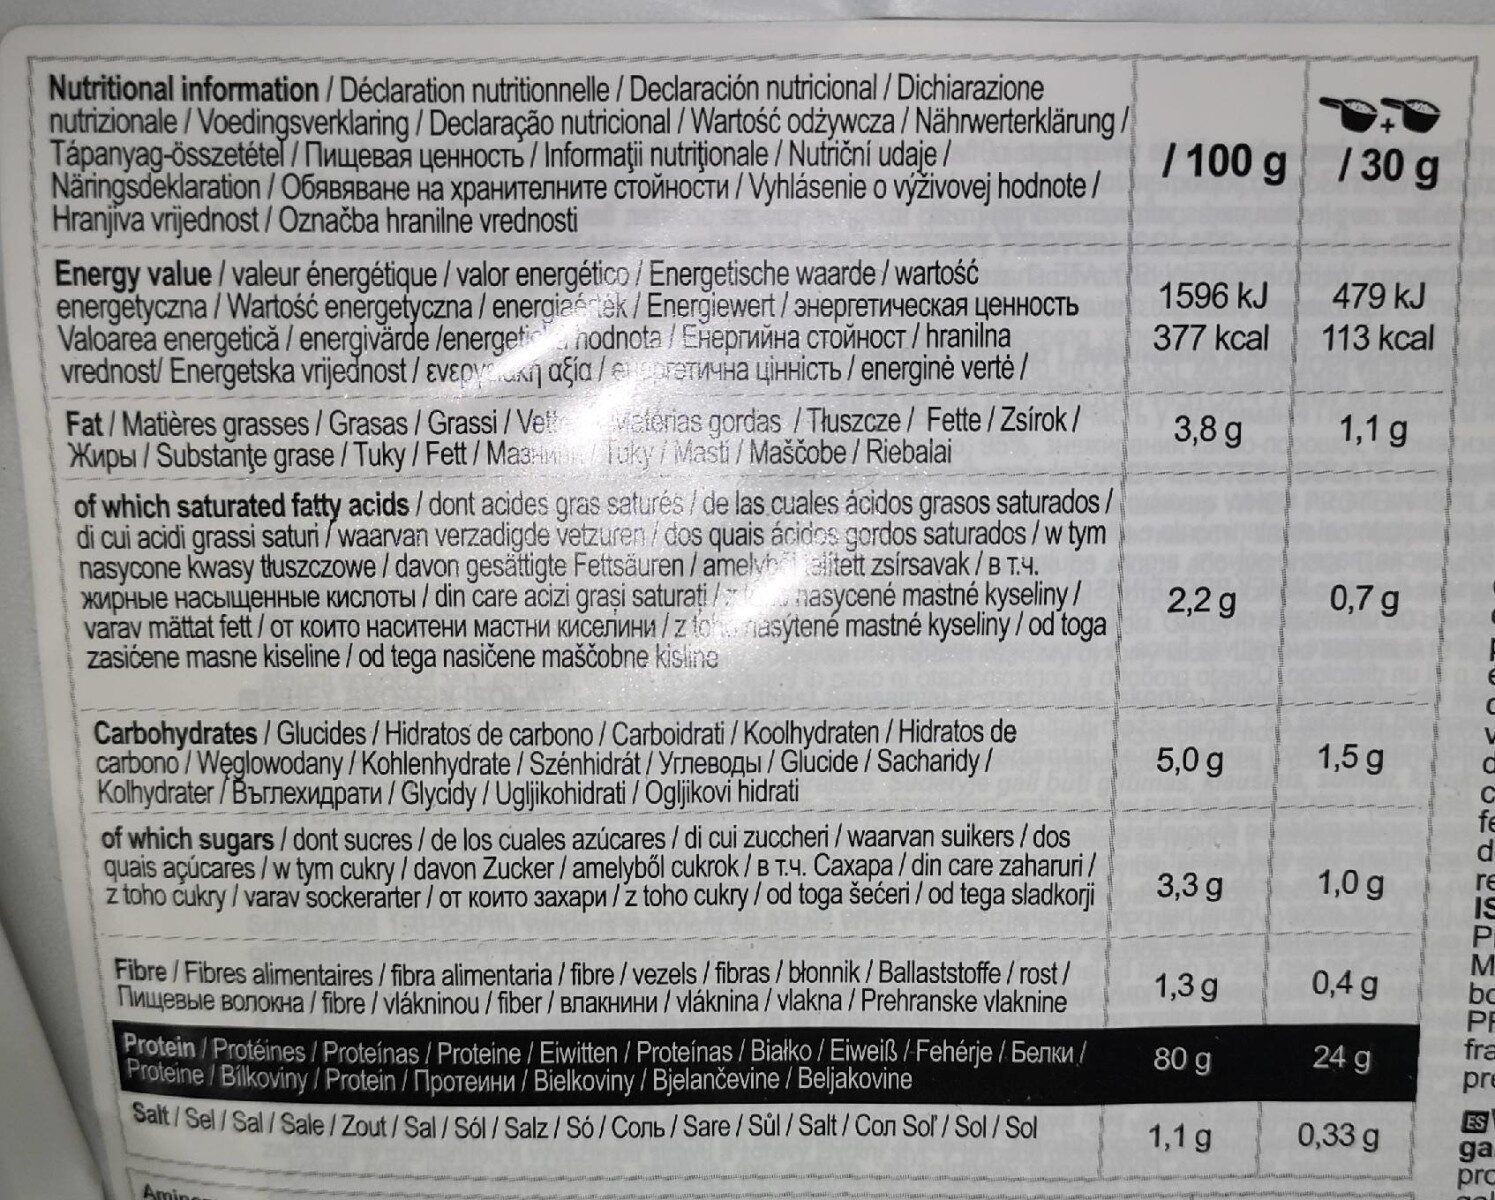 Nutritional information / Déclaration nutritionnelle / Declaración nutricional / Dichiarazione
nutrizionale / Voedingsverklaring / Declaração nutricional / Wartość odżywcza / Nährwerterklärung /
Tápanyag-összetétel / Пищевая ценность / Informaţii nutriţionale / Nutriční udaje /
Näringsdeklaration / Обявяване на хранителните стойности / Vyhlásenie o výživovej hodnote /
Hranjiva vrijednost / Označba hranilne vrednosti
/ 100 g
+
/ 30 g
Energy value / valeur énergétique / valor energético / Energetische waarde / wartość
energetyczna / Wartość energetyczna / energiaérték / Energiewert / энергетическая ценность
Valoarea energetică / energivärde / hodnota / Енергийна стойност / hranilna
vrednost/ Energetska vrijednost / αξία / цінність / energinė vertė /
1596 kJ 479 kJ
377 kcal 113 kcal
Fat / Matières grasses / Grasas / Grassi / gordas / Tłuszcze / Fette / Zsírok /
Жиры / Substanţe grase / Tuky / Fett / Tuky / Masti / Maščobe / Riebalai
3,8 g 1,1 g
of which saturated fatty acids / dont acides gras saturés / de las cuales ácidos grasos saturados /
di cui acidi grassi saturi / waarvan verzadigde vetzuren / dos quais ácidos gordos saturados / w tym
nasycone kwasy tłuszczowe / davon gesättigte Fettsäuren / zsírsavak / в т.ч.
жирные насыщенные кислоты / din care acizi grași saturați / nasycené mastné kyseliny /
varav mättat fett / от които наситени мастни киселини / z nasýtené mastné kyseliny / od toga
zasićene masne kiseline / od tega nasičene maščobne kisline
2,2 g 0,7 g
Carbohydrates / Glucides / Hidratos de carbono / Carboidrati / Koolhydraten / Hidratos de
carbono / Węglowodany / Kohlenhydrate / Szénhidrát / Углеводы / Glucide / Sacharidy /
Kolhydrater / Въглехидрати / Glycidy / Ugljikohidrati / Ogljikovi hidrati
5,0 g 1,5 g
of which sugars / dont sucres / de los cuales azúcares / di cui zuccheri / waarvan suikers / dos
quais açúcares / w tym cukry / davon Zucker / amelyből cukrok / в т.ч. Сахара / din care zaharuri /
z toho cukry / varav sockerarter / от които захари / z toho cukry / od toga šećeri / od tega sladkorji
3,3 g 1,0 g
Fibre / Fibres alimentaires / fibra alimentaria / fibre / vezels / fibras / błonnik / Ballaststoffe / rost /
Пищевые волокна / fibre / vlákninou / fiber / влакнини / vláknina / vlakna / Prehranske vlaknine
1,3 g 0,4 g
Protein / Protéines / Proteínas / Proteine / Eiwitten / Proteínas / Białko / Eiweiß / Fehérje / Белки /
Proteine / Bílkoviny / Protein / Протеини / Bielkoviny / Bjelančevine / Beljakovine
80 g 24 g
Salt / Sel / Sal / Sale / Zout / Sal / Sól / Salz / Só / Соль / Sare / Sůl / Salt / Сол Soľ / Sol / Sol
1,1 g 0,33 g
ES